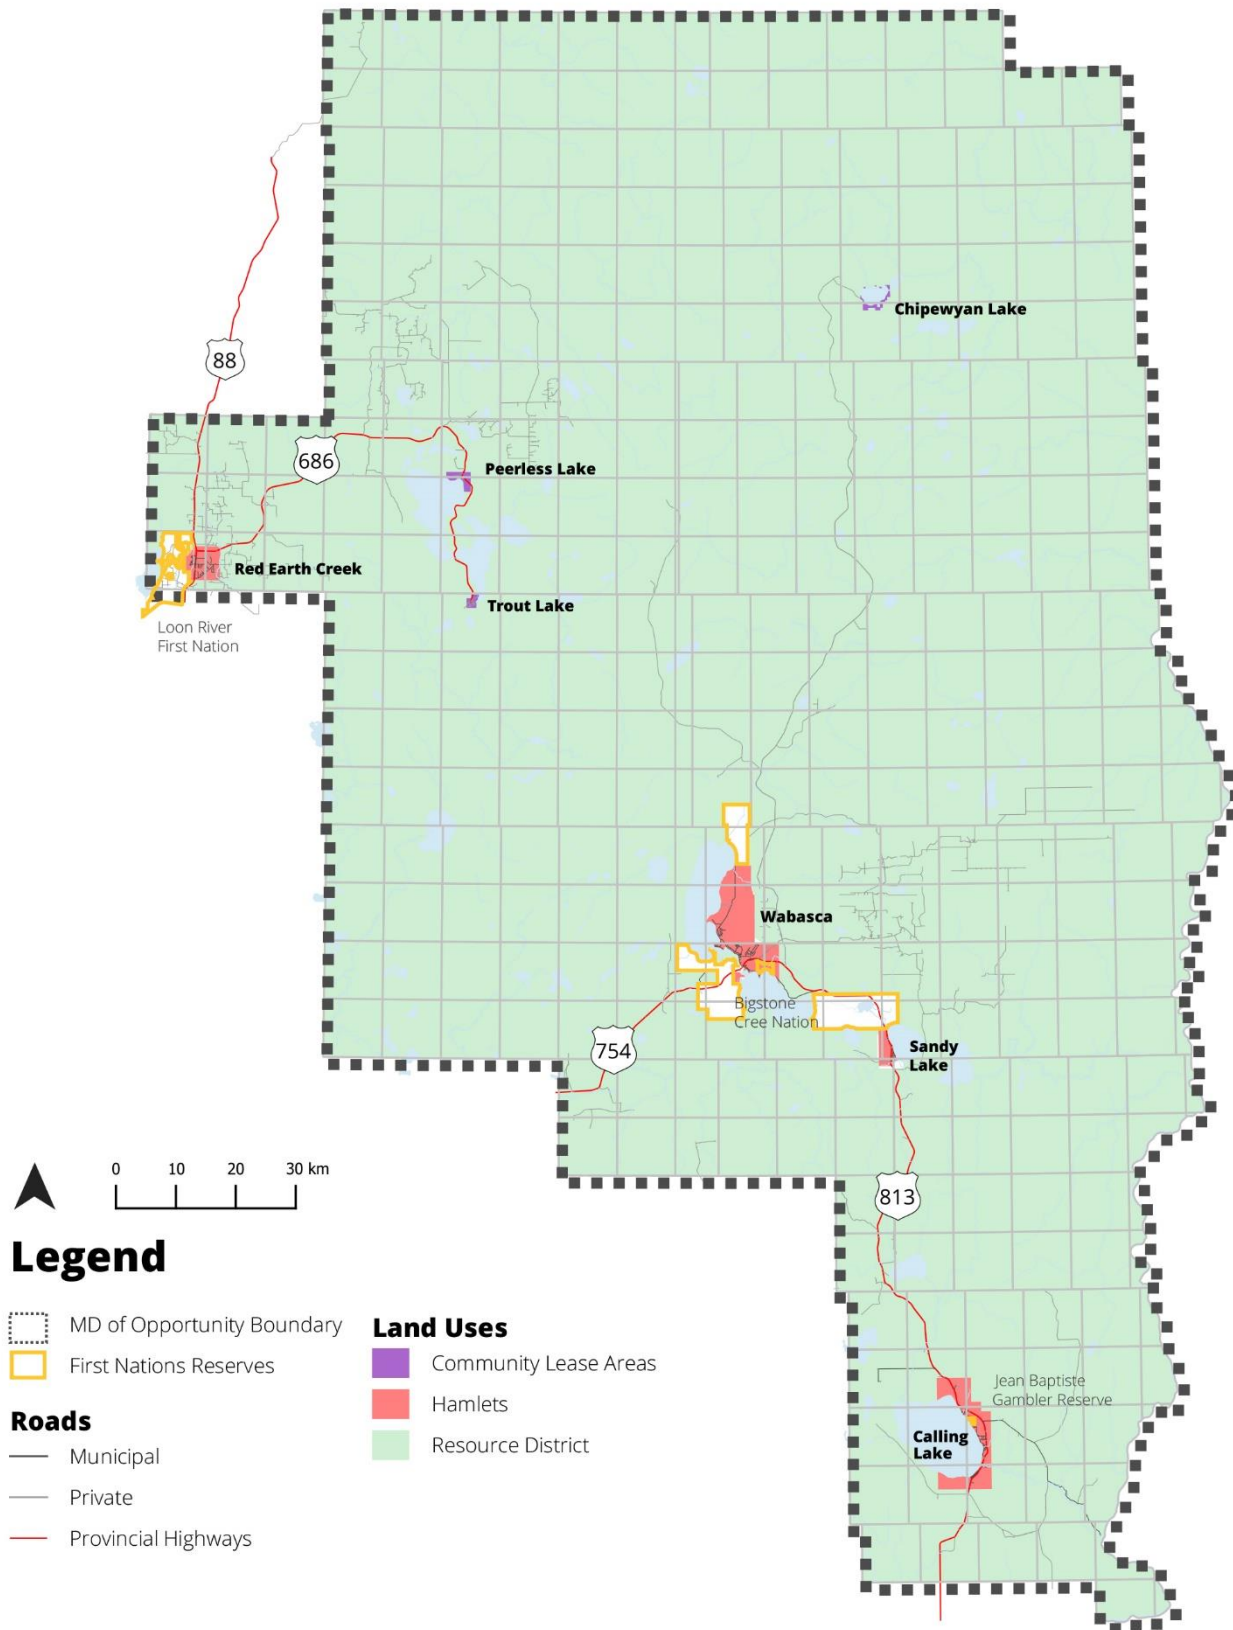 Chipewyan Lake
88
686
Peerless Lake
Red Earth Creek
Trout Lake
Loon River
First Nation
Wabasca
Bigstone
Cree Nation
754
Sandy
Lake
813
0 10 20 30 km
Legend
MD of Opportunity Boundary
First Nations Reserves
Roads
Municipal
Private
Provincial Highways
Land Uses
Community Lease Areas
Hamlets
Resource District
Jean Baptiste
Gambler Reserve
Calling
Lake